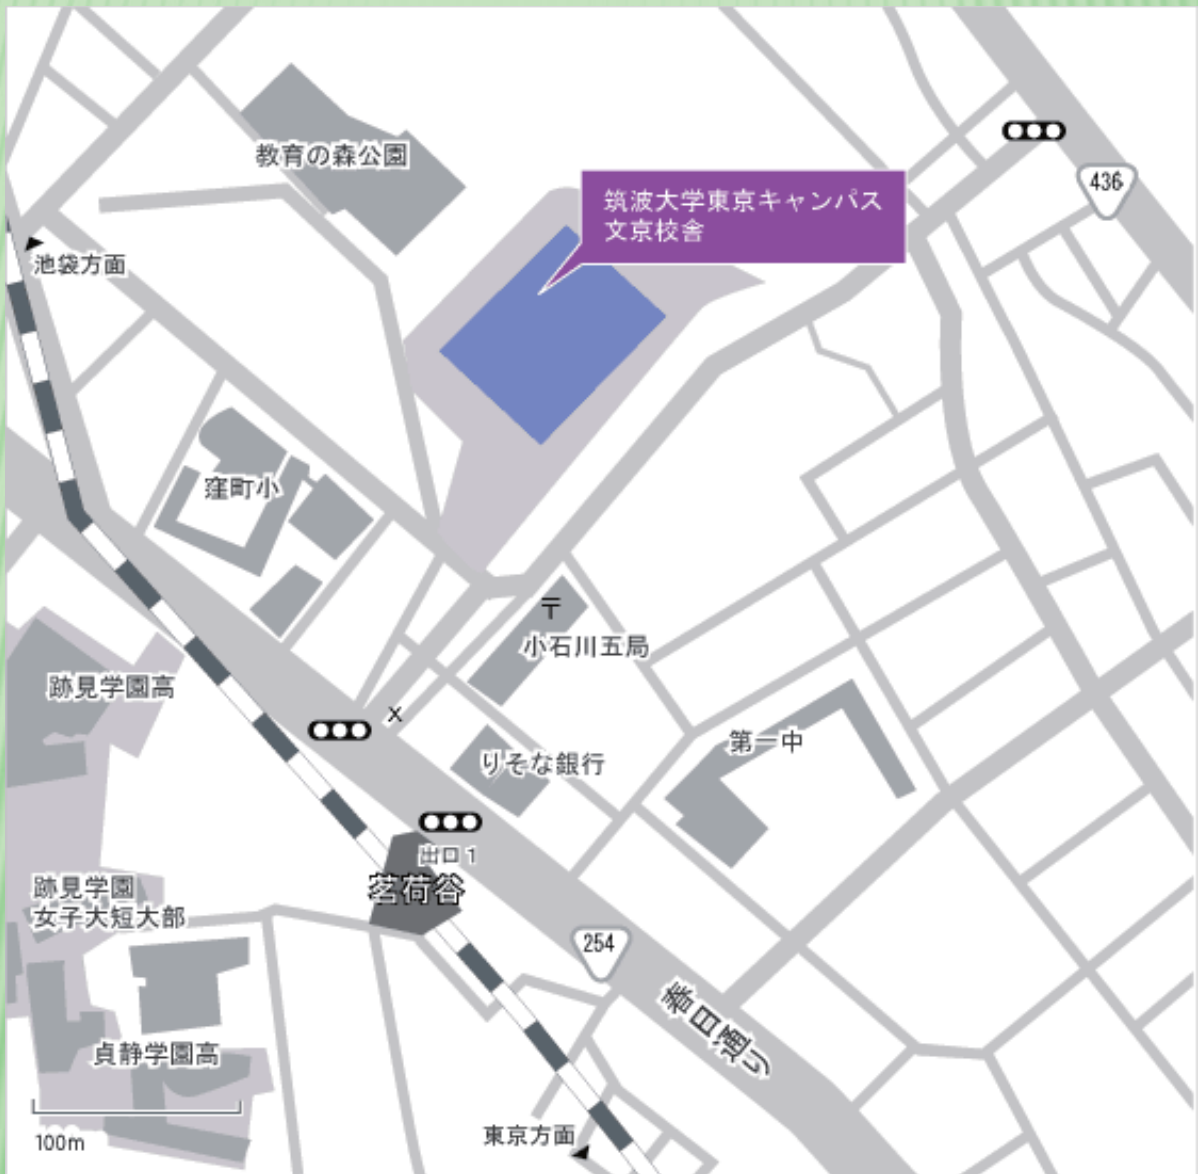 教育の森公園
筑波大学東京キャンパス
文京校舎
436
池袋方面
窪町小
〒
小石川五局
跡見学園高
X
第一中
りそな銀行
出口1
茗荷谷
跡見学園
女子大短大部
254
春日通り
貞静学園高
100m
東京方面